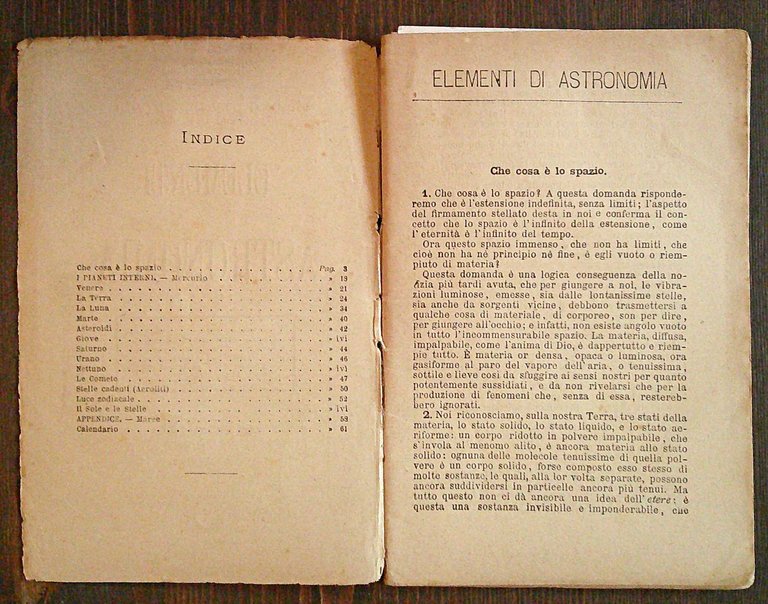 INDICE
Che cosa è lo spazio . . . . . . . . . . . . Pag. 3
I PIANETI INTERNI. — Mercurio . . . . . . . . » 19
Venere . . . . . . . . . . . . . . . . » 21
La Terra . . . . . . . . . . . . . . . » 24
La Luna . . . . . . . . . . . . . . . » 34
Marte . . . . . . . . . . . . . . . . » 40
Asteroidi . . . . . . . . . . . . . . . » 42
Giove . . . . . . . . . . . . . . . . » ivi
Saturno . . . . . . . . . . . . . . . » 44
Urano . . . . . . . . . . . . . . . . » 46
Nettuno . . . . . . . . . . . . . . . » ivi
Le Comete . . . . . . . . . . . . . . » 47
Stelle cadenti (Aeroliti) . . . . . . . . . . » 50
Luce zodiacale . . . . . . . . . . . . . » 52
Il Sole e le Stelle . . . . . . . . . . . . » ivi
APPENDICE. — Maree . . . . . . . . . . . »
Calendario . . . . . . . . . . . . . . » 61
ELEMENTI DI ASTRONOMIA
Che cosa è lo spazio.
1. Che cosa è lo spazio? A questa domanda risponde-
remo che è l'estensione indefinita, senza limiti; l'aspetto
del firmamento stellato desta in noi e conferma il con-
cetto che lo spazio è l'infinito della estensione, come
l'eternità è l'infinito del tempo.
Ora questo spazio immenso, che non ha limiti, che
cioè non ha né principio né fine, è egli vuoto o riem-
piuto di materia?
Questa domanda è una logica conseguenza della no-
zia più tardi avuta, che per giungere a noi, le vibra-
zioni luminose, emesse, sia dalle lontanissime stelle,
sia anche da sorgenti vicine, debbono trasmettersi a
qualche cosa di materiale, di corporeo, son per dire,
per giungere all'occhio; e infatti, non esiste angolo vuoto
in tutto l'incommensurabile spazio. La materia, diffusa,
impalpabile, come l'anima di Dio, è dappertutto e riem-
pie tutto. È materia or densa, opaca o luminosa, ora
gasiforme al paro del vapore dell'aria, o tenuissima,
sottile e lieve così da sfuggire ai sensi nostri per quanto
potentemente sussidiati, e da non rivelarsi che per la
produzione di fenomeni che, senza di essa, restereb-
bero ignorati.
2. Noi riconosciamo, sulla nostra Terra, tre stati della
materia, lo stato solido, lo stato liquido, e lo stato ae-
riforme: un corpo ridotto in polvere impalpabile, che
s'invola al menomo alito, è ancora materia allo stato
solido: ognuna delle molecole tenuissime di quella pol-
vere è un corpo solido, forse composto esso stesso di
molte sostanze, le quali, alla lor volta separate, possono
ancora suddividersi in particelle ancora più tenui. Ma
tutto questo non ci dà ancora una idea dell'etere: è
questa una sostanza invisibile e imponderabile, che